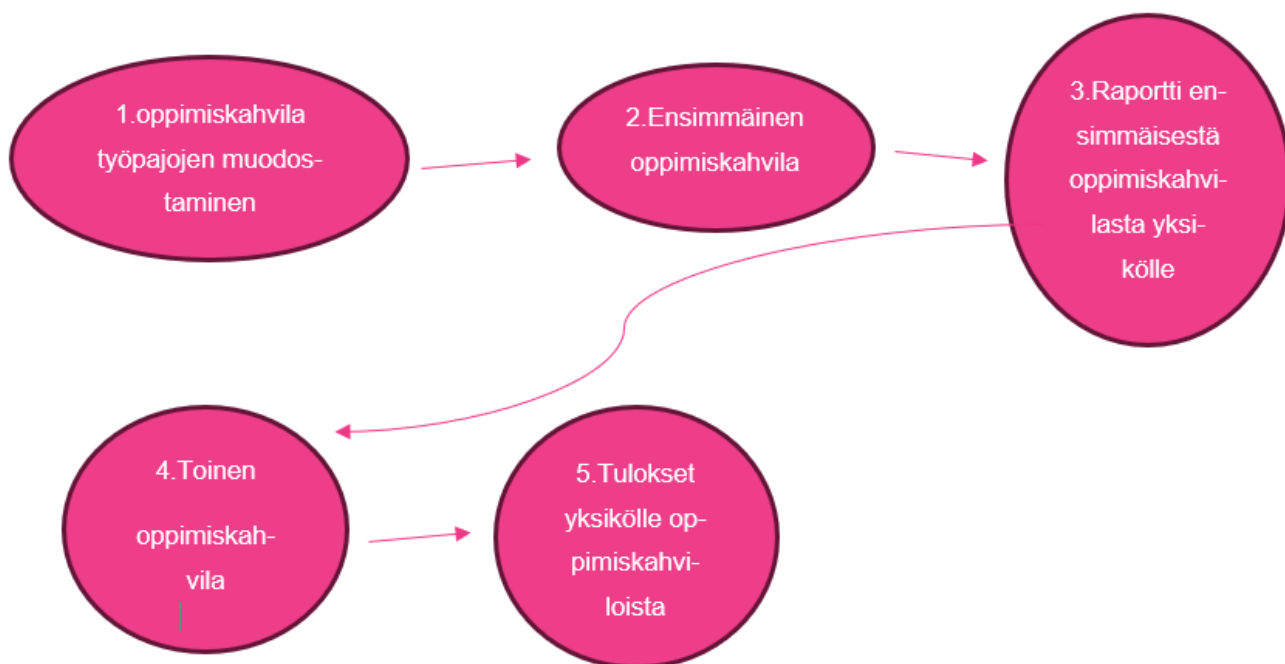 1.oppimiskahvila
työpajojen muodos-
taminen
2.Ensimmäinen
oppimiskahvila
3.Raportti en-
simmäisestä
oppimiskahvi-
lasta yksi-
kölle
4.Toinen
oppimiskah-
vila
5.Tulokset
yksikölle op-
pimiskahvi-
loista